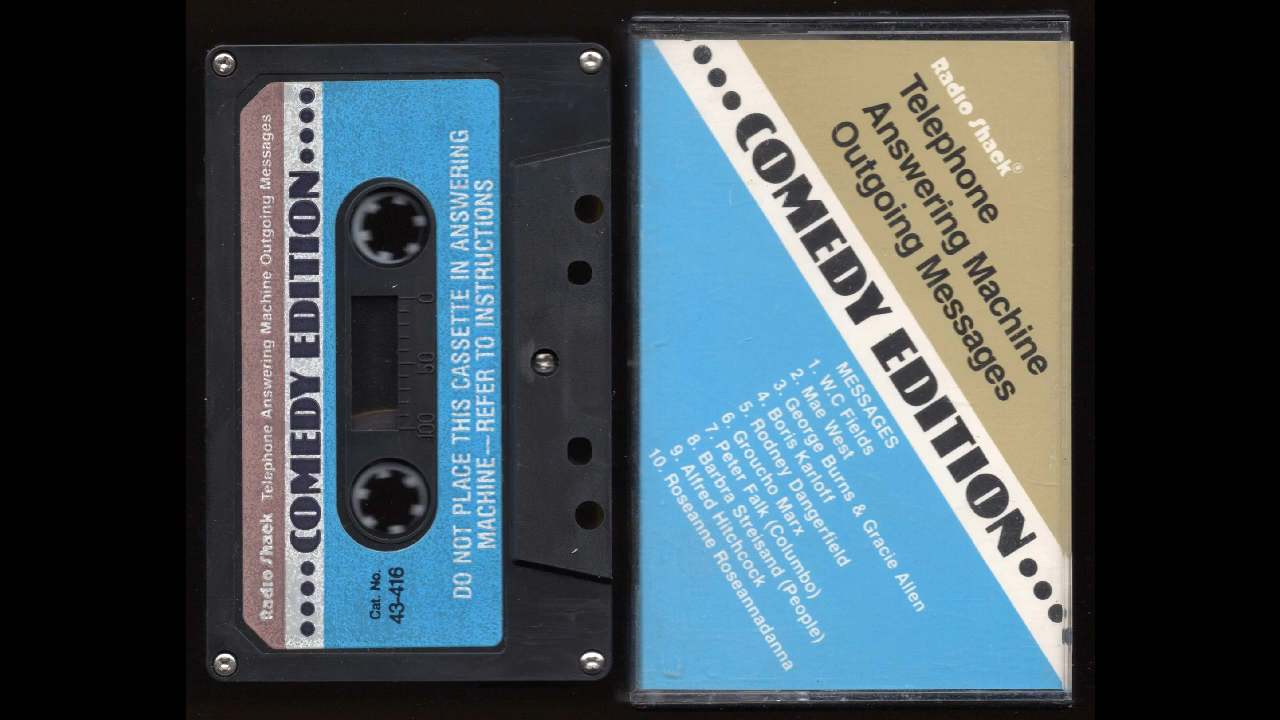 Radio Shack Telephone Answering Machine Outgoing Messages
COMEDY EDITION
0
50
100
DO NOT PLACE THIS CASSETTE IN ANSWERING
MACHINE—REFER TO INSTRUCTIONS
Cat. No.
43-416
Radio Shack®
Telephone
Answering Machine
Outgoing Messages
COMEDY EDITION
MESSAGES
1. W.C Fields
2. Mae West
3. George Burns & Gracie Allen
4. Boris Karloff
5. Rodney Dangerfield
6. Groucho Marx
7. Peter Falk (Columbo)
8. Barbra Streisand (People)
9. Alfred Hitchcock
10. Roseanne Roseannadanna